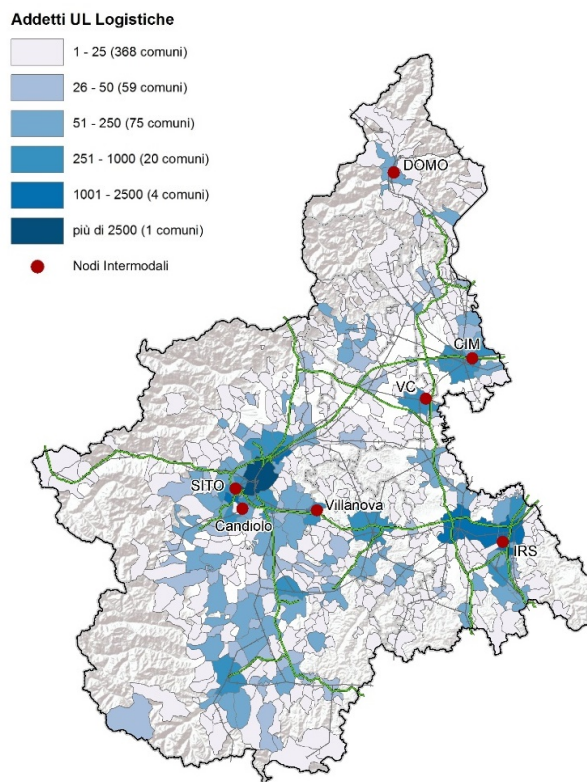 Addetti UL Logistiche
1 - 25 (368 comuni)
26 - 50 (59 comuni)
51 - 250 (75 comuni)
251 - 1000 (20 comuni)
1001 - 2500 (4 comuni)
più di 2500 (1 comuni)
Nodi Intermodali
DOMO
CIM
VC
SITO
Candiolo
Villanova
IRS